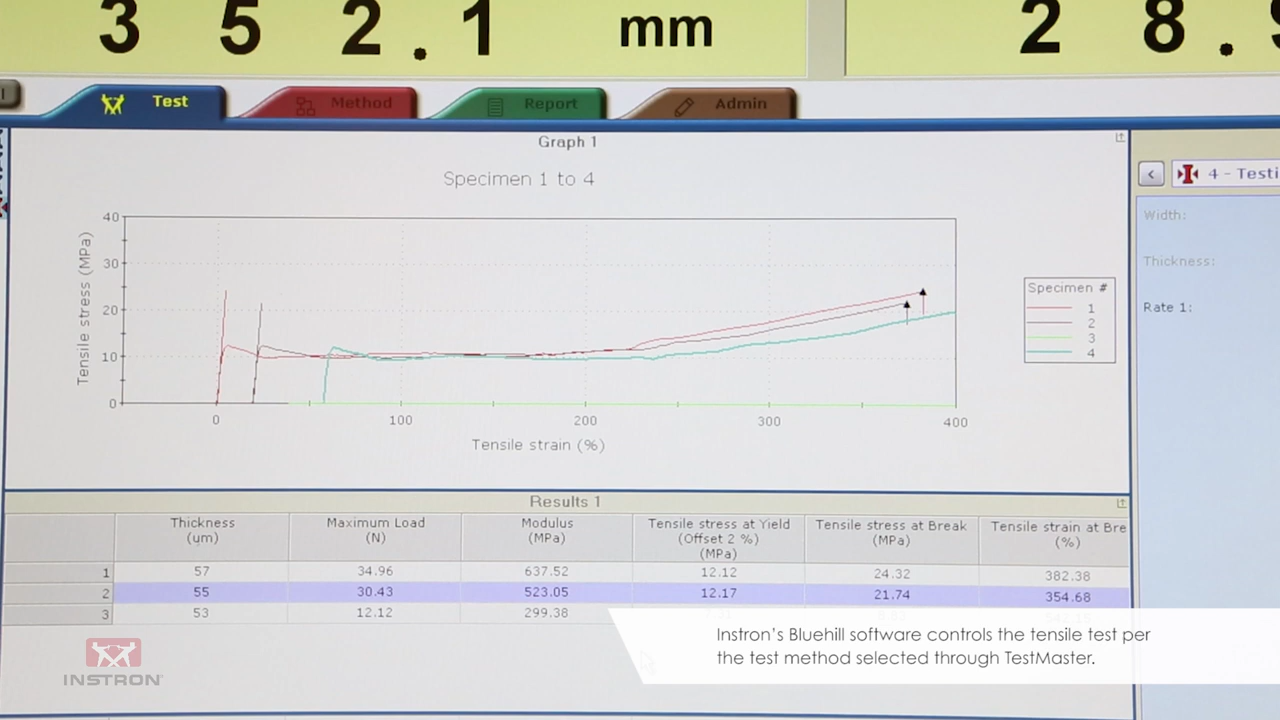 352.1 mm
28.9
Test
Method
Report
Admin
Graph 1
Specimen 1 to 4
Tensile stress (MPa)
40
30
20
10
0
0
100
200
300
400
Tensile strain (%)
Specimen #
1
2
3
4
4 - Testi
Width:
Thickness:
Rate 1:
Results 1
Thickness (um) Maximum Load (N) Modulus (MPa) Tensile stress at Yield (Offset 2 %) (MPa) Tensile stress at Break (MPa) Tensile strain at Bre (%)
1 57 34.96 637.52 12.12 24.32 382.38
2 55 30.43 523.05 12.17 21.74 354.68
3 53 12.12 299.38
Instron's Bluehill software controls the tensile test per
the test method selected through TestMaster.
INSTRON